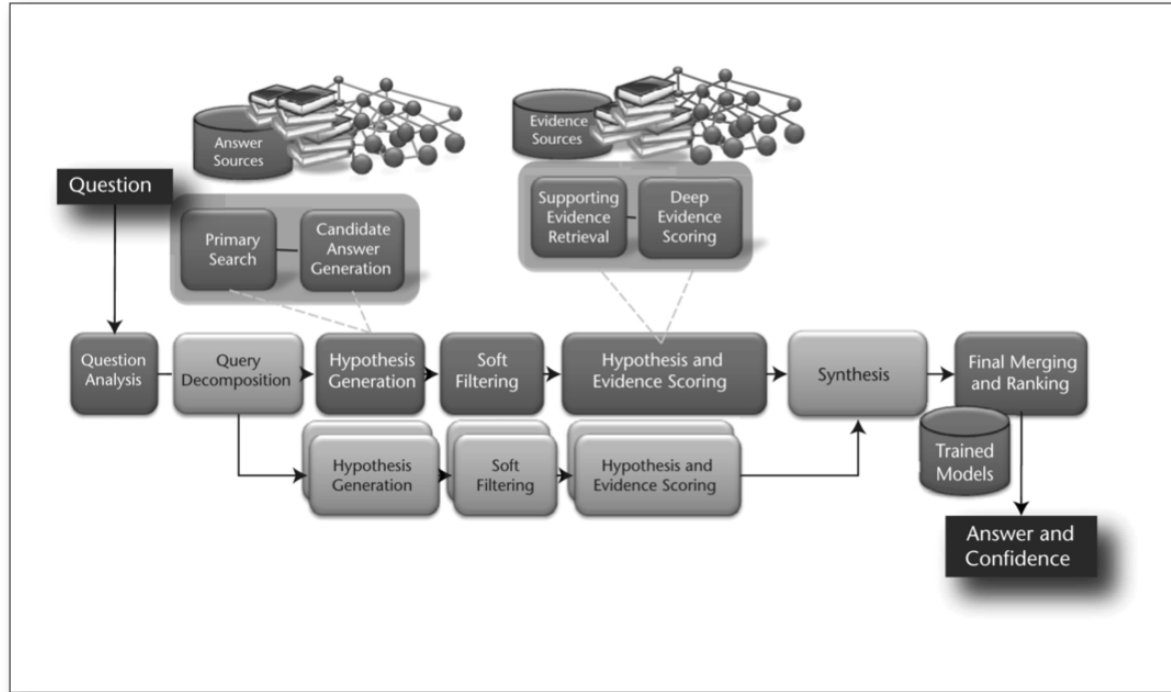 Answer
Sources
Evidence
Sources
Question
Primary
Search
Candidate
Answer
Generation
Supporting
Evidence
Retrieval
Deep
Evidence
Scoring
Question
Analysis
Query
Decomposition
Hypothesis
Generation
Soft
Filtering
Hypothesis and
Evidence Scoring
Synthesis
Final Merging
and Ranking
Trained
Models
Hypothesis
Generation
Soft
Filtering
Hypothesis and
Evidence Scoring
Answer and
Confidence